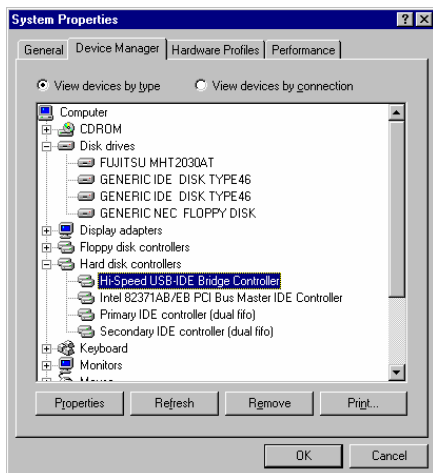 System Properties
General
Device Manager
Hardware Profiles
Performance
View devices by type
View devices by connection
Computer
CDROM
Disk drives
FUJITSU MHT2030AT
GENERIC IDE DISK TYPE46
GENERIC IDE DISK TYPE46
GENERIC NEC FLOPPY DISK
Display adapters
Floppy disk controllers
Hard disk controllers
Hi-Speed USB-IDE Bridge Controller
Intel 82371AB/EB PCI Bus Master IDE Controller
Primary IDE controller (dual fifo)
Secondary IDE controller (dual fifo)
Keyboard
Monitors
Properties
Refresh
Remove
Print...
OK
Cancel